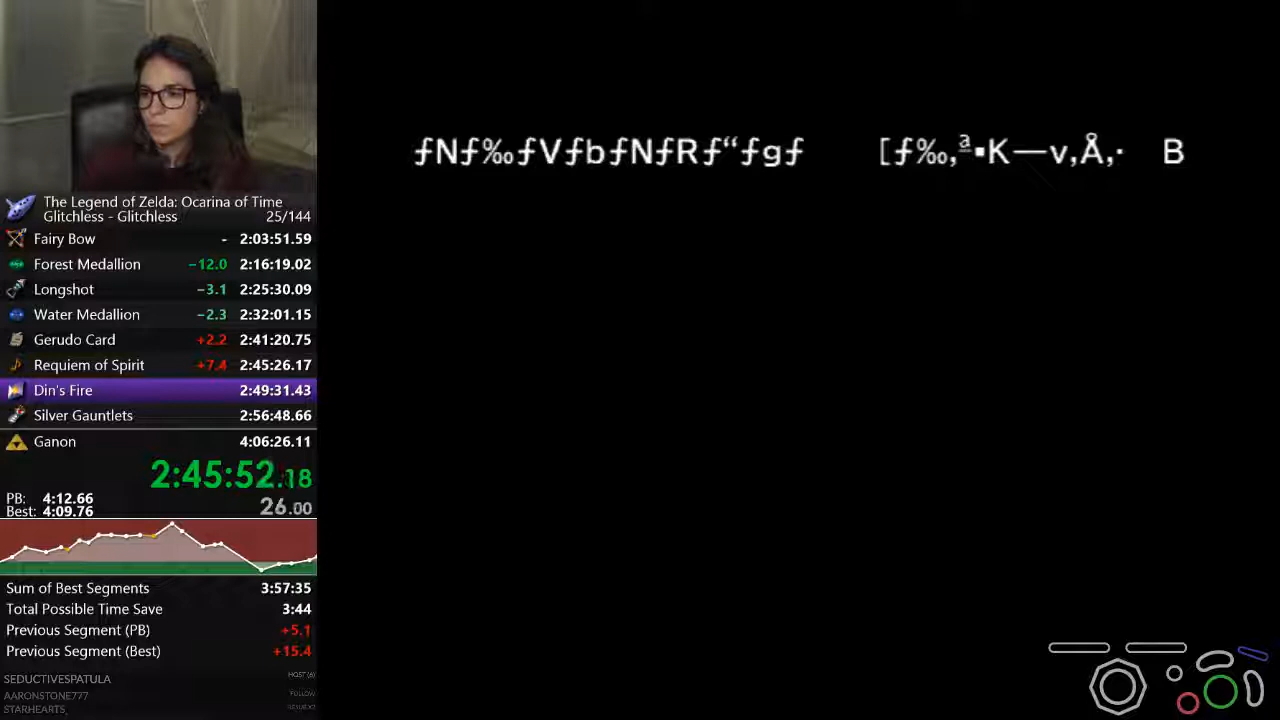 ƒNƒ‰ƒVƒbƒNƒRƒ“ƒgƒ [ƒ‰‚ª•K—v‚Å‚· B
The Legend of Zelda: Ocarina of Time
Glitchless - Glitchless 25/144
Fairy Bow - 2:03:51.59
Forest Medallion −12.0 2:16:19.02
Longshot −3.1 2:25:30.09
Water Medallion −2.3 2:32:01.15
Gerudo Card +2.2 2:41:20.75
Requiem of Spirit +7.4 2:45:26.17
Din's Fire 2:49:31.43
Silver Gauntlets 2:56:48.66
Ganon 4:06:26.11
2:45:52.18
PB: 4:12.66
Best: 4:09.76
26.00
Sum of Best Segments 3:57:35
Total Possible Time Save 3:44
Previous Segment (PB) +5.1
Previous Segment (Best) +15.4
SEDUCTIVESPATULA HOST (6)
AARONSTONE777 FOLLOW
STARHEARTS_